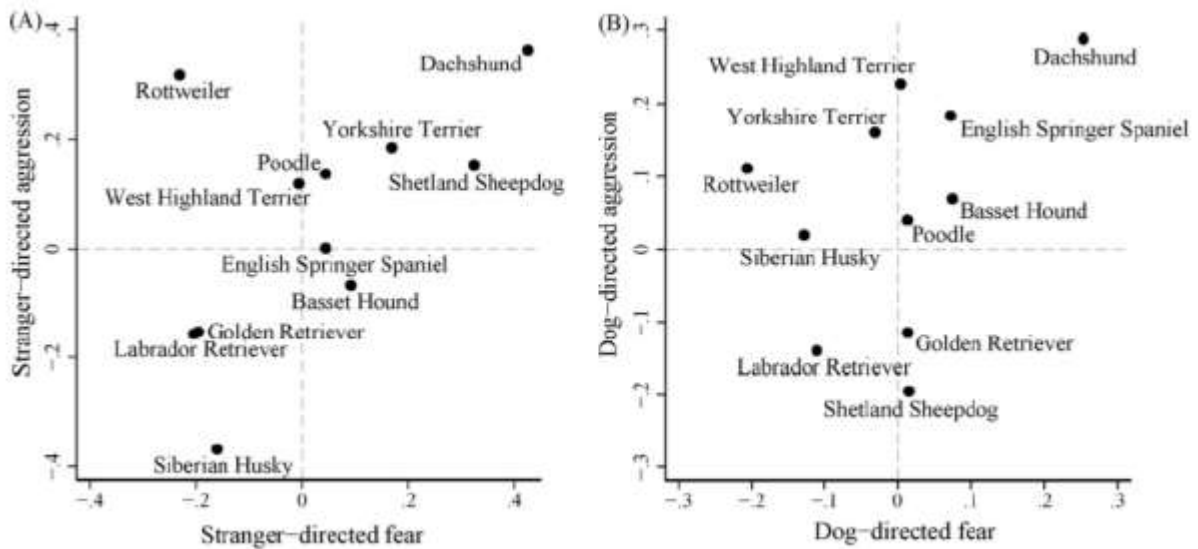 (A)
Stranger-directed aggression
.4
.2
0
-.2
-.4
Dachshund
Rottweiler
Yorkshire Terrier
Poodle
Shetland Sheepdog
West Highland Terrier
English Springer Spaniel
Basset Hound
Golden Retriever
Labrador Retriever
Siberian Husky
-.4 -.2 0 .2 .4
Stranger-directed fear
(B)
Dog-directed aggression
.3
.2
.1
0
-.1
-.2
-.3
Dachshund
West Highland Terrier
Yorkshire Terrier
English Springer Spaniel
Rottweiler
Basset Hound
Poodle
Siberian Husky
Golden Retriever
Labrador Retriever
Shetland Sheepdog
-.3 -.2 -.1 0 .1 .2 .3
Dog-directed fear